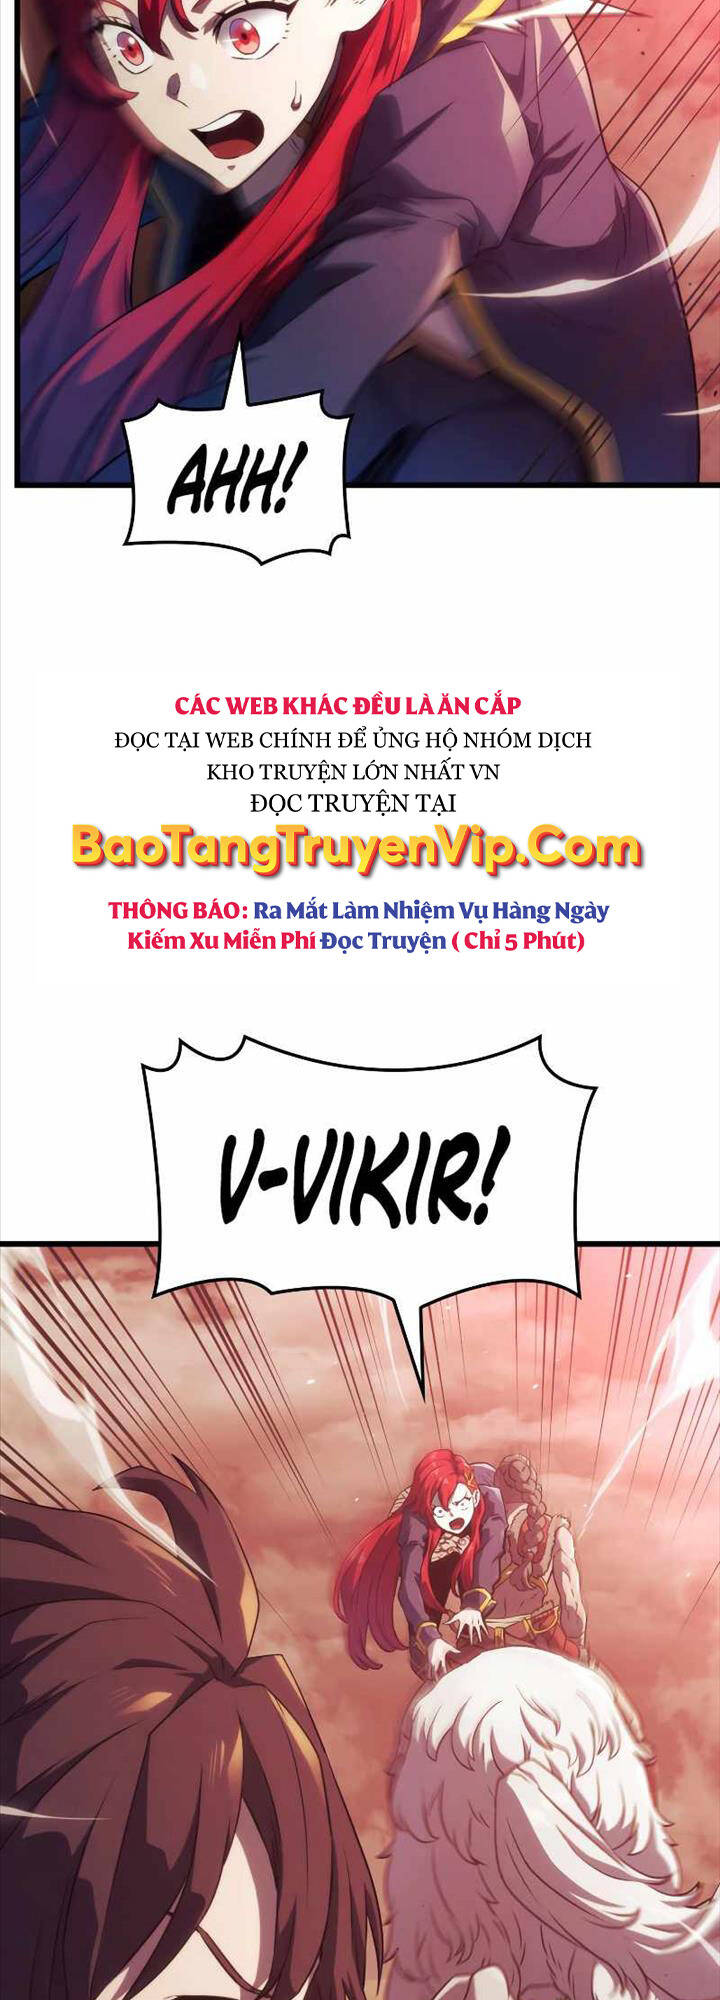 AHH!
CÁC WEB KHÁC ĐỀU LÀ ĂN CẮP
ĐỌC TẠI WEB CHÍNH ĐỂ ỦNG HỘ NHÓM DỊCH
KHO TRUYỆN LỚN NHẤT VN
ĐỌC TRUYỆN TẠI
BaoTangTruyenVip.Com
THÔNG BÁO: Ra Mắt Làm Nhiệm Vụ Hàng Ngày
Kiếm Xu Miễn Phí Đọc Truyện ( Chỉ 5 Phút)
V-VIKIR!